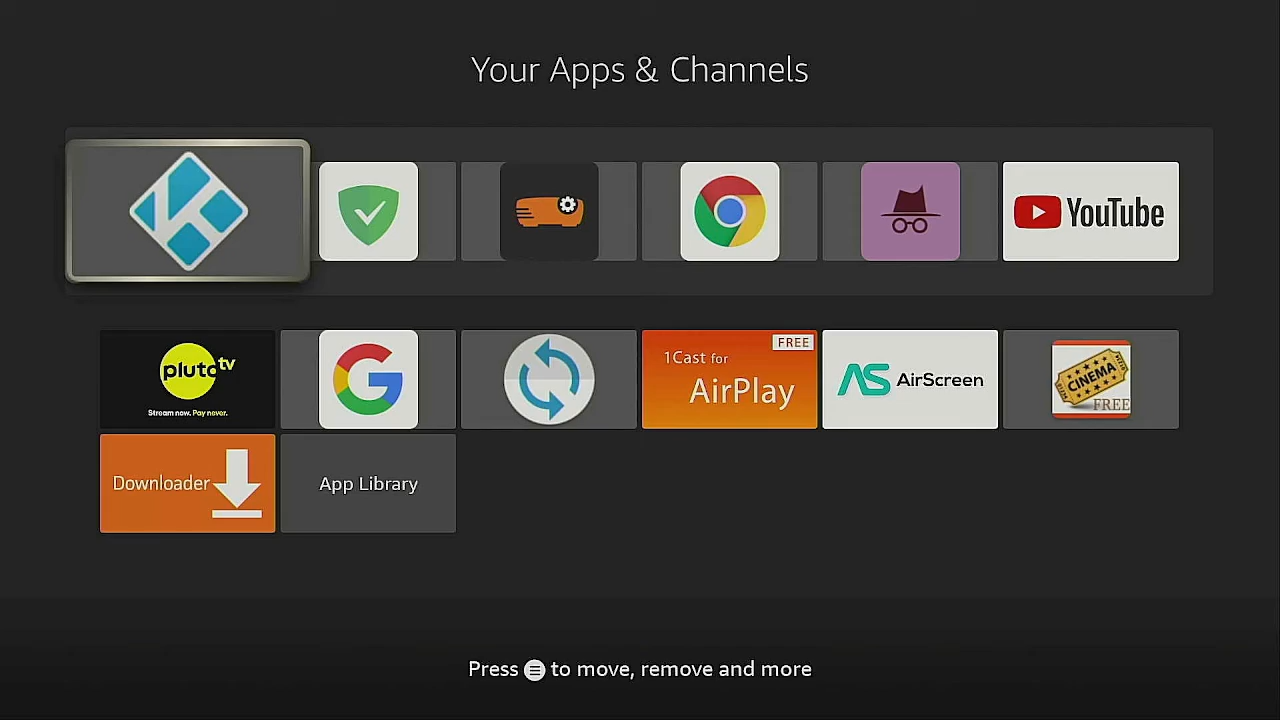 Your Apps & Channels
YouTube
pluto tv
Stream now. Pay never.
FREE
1Cast for
AirPlay
AS AirScreen
CINEMA
FREE
Downloader
App Library
Press to move, remove and more